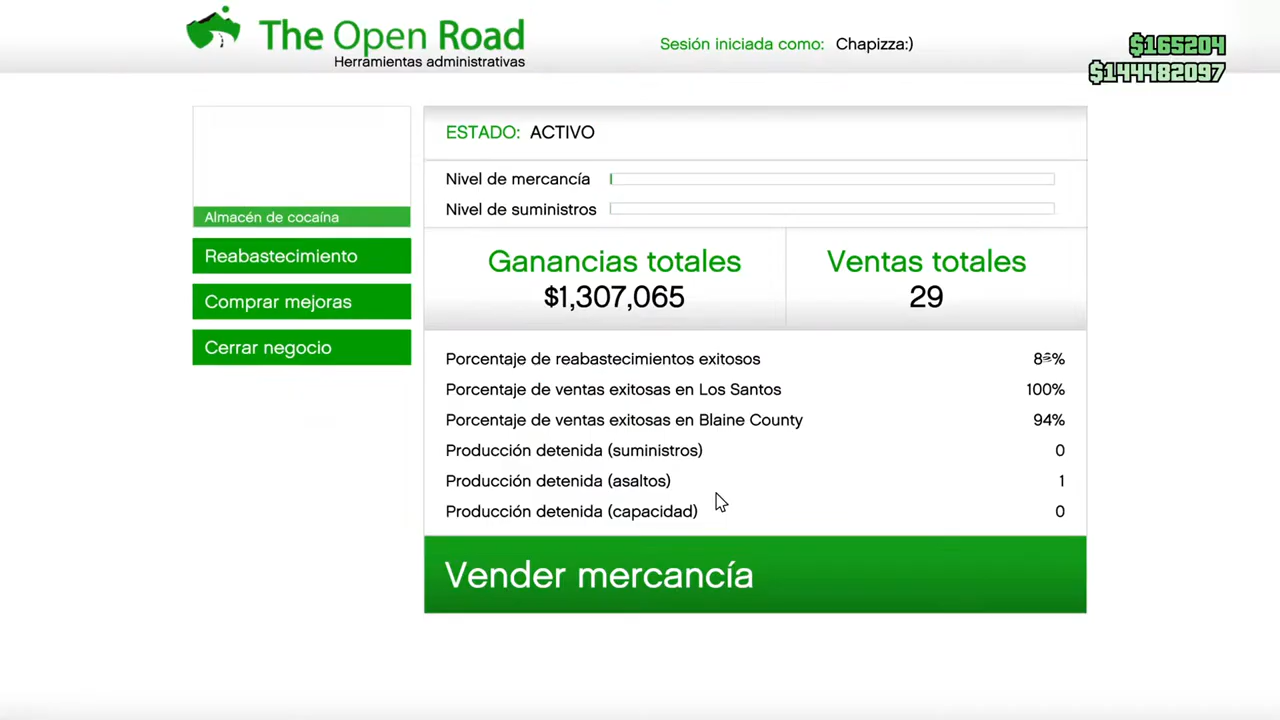 The Open Road
Herramientas administrativas
Sesión iniciada como: Chapizza:)
$165204
$144482097
ESTADO: ACTIVO
Nivel de mercancía
Nivel de suministros
Almacén de cocaína
Reabastecimiento
Comprar mejoras
Cerrar negocio
Ganancias totales
$1,307,065
Ventas totales
29
Porcentaje de reabastecimientos exitosos
Porcentaje de ventas exitosas en Los Santos 100%
Porcentaje de ventas exitosas en Blaine County 94%
Producción detenida (suministros) 0
Producción detenida (asaltos) 1
Producción detenida (capacidad) 0
Vender mercancía